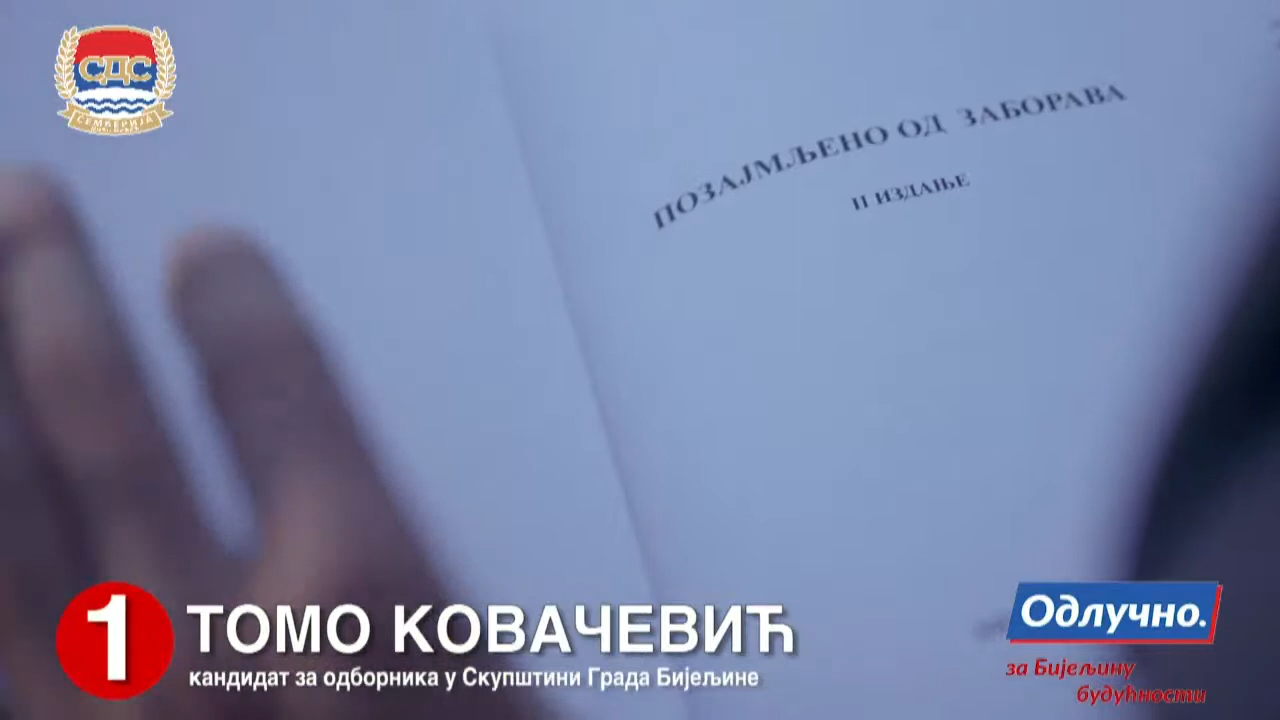 СДС
СЕМБЕРИЈА
ПОЗАЈМЉЕНО ОД ЗАБОРАВА
II ИЗДАЊЕ
1
ТОМО КОВАЧЕВИЋ
кандидат за одборника у Скупштини Града Бијељине
Одлучно.
за Бијељину
будућности